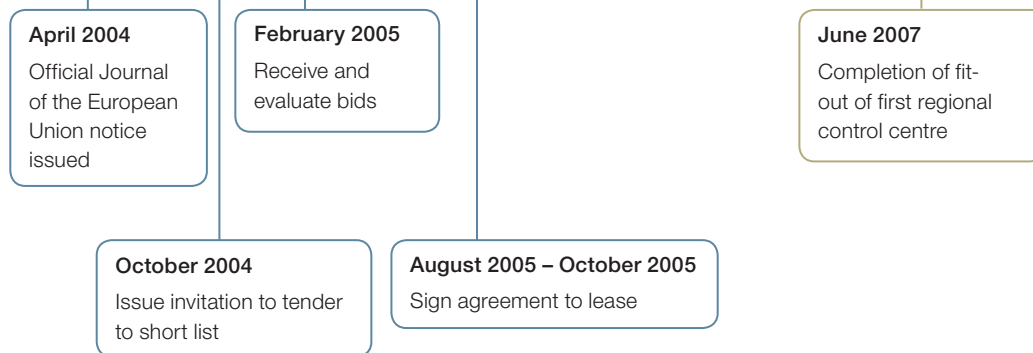 April 2004
Official Journal
of the European
Union notice
issued
October 2004
Issue invitation to tender
to short list
February 2005
Receive and
evaluate bids
August 2005 – October 2005
Sign agreement to lease
June 2007
Completion of fit-
out of first regional
control centre